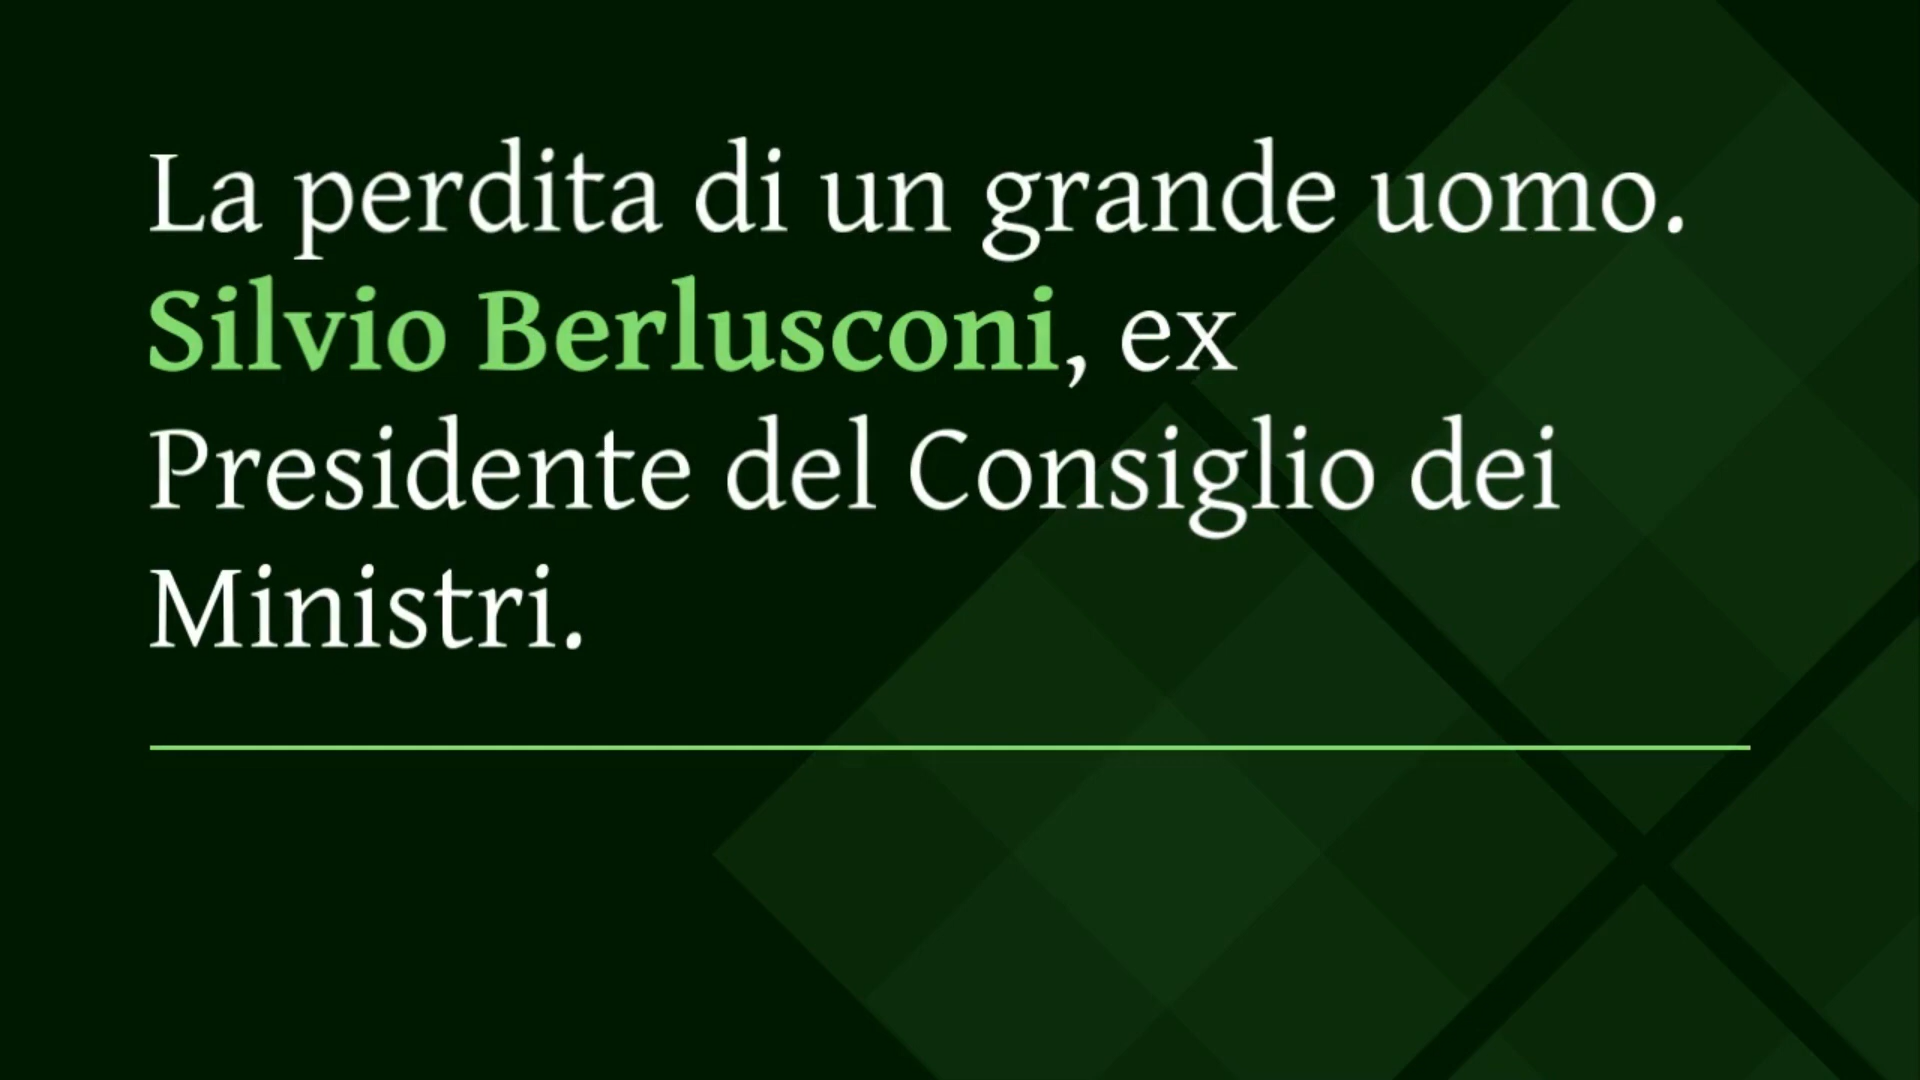 La perdita di un grande uomo.
Silvio Berlusconi, ex
Presidente del Consiglio dei
Ministri.